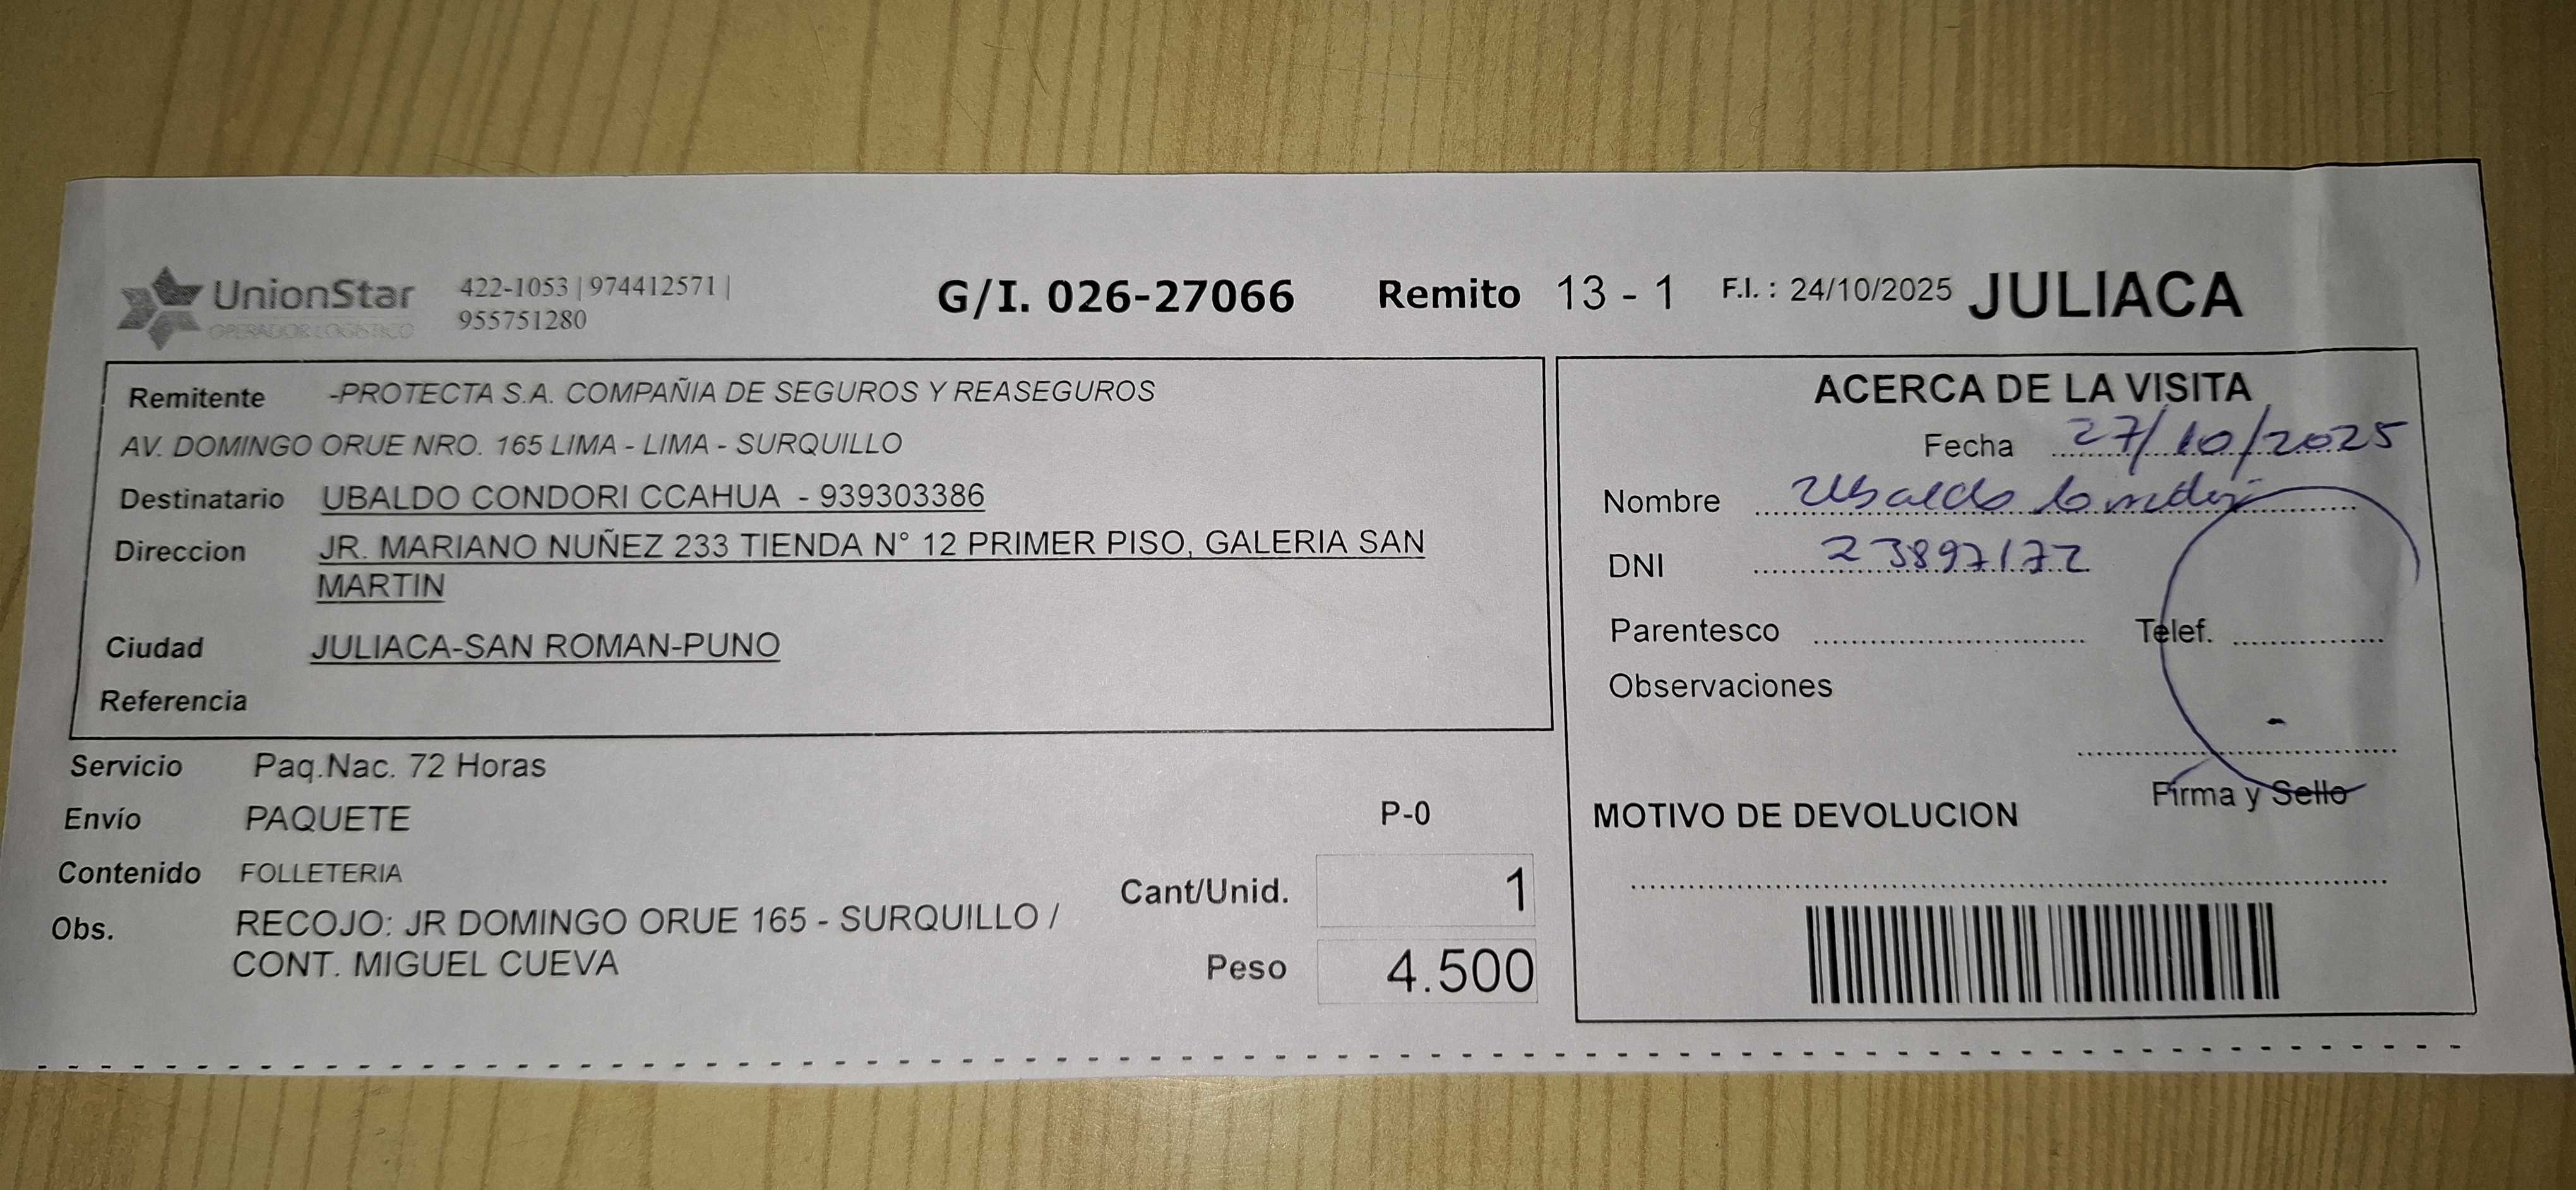 UnionStar
OPERADOR LOGISTICO
422-1053 | 974412571 |
955751280
G/I. 026-27066 Remito 13 - 1 F.I. : 24/10/2025 JULIACA
Remitente -PROTECTA S.A. COMPAÑIA DE SEGUROS Y REASEGUROS
AV. DOMINGO ORUE NRO. 165 LIMA - LIMA - SURQUILLO
Destinatario UBALDO CONDORI CCAHUA - 939303386
Direccion JR. MARIANO NUÑEZ 233 TIENDA N° 12 PRIMER PISO, GALERIA SAN
MARTIN
Ciudad JULIACA-SAN ROMAN-PUNO
Referencia
Servicio Paq.Nac. 72 Horas
Envío PAQUETE
P-0
Contenido FOLLETERIA
Cant/Unid. 1
Obs. RECOJO: JR DOMINGO ORUE 165 - SURQUILLO /
CONT. MIGUEL CUEVA
Peso 4.500
ACERCA DE LA VISITA
Fecha 27/10/2025
Nombre Ubaldo Condori
DNI 23897172
Parentesco Telef.
Observaciones
Firma y Sello
MOTIVO DE DEVOLUCION